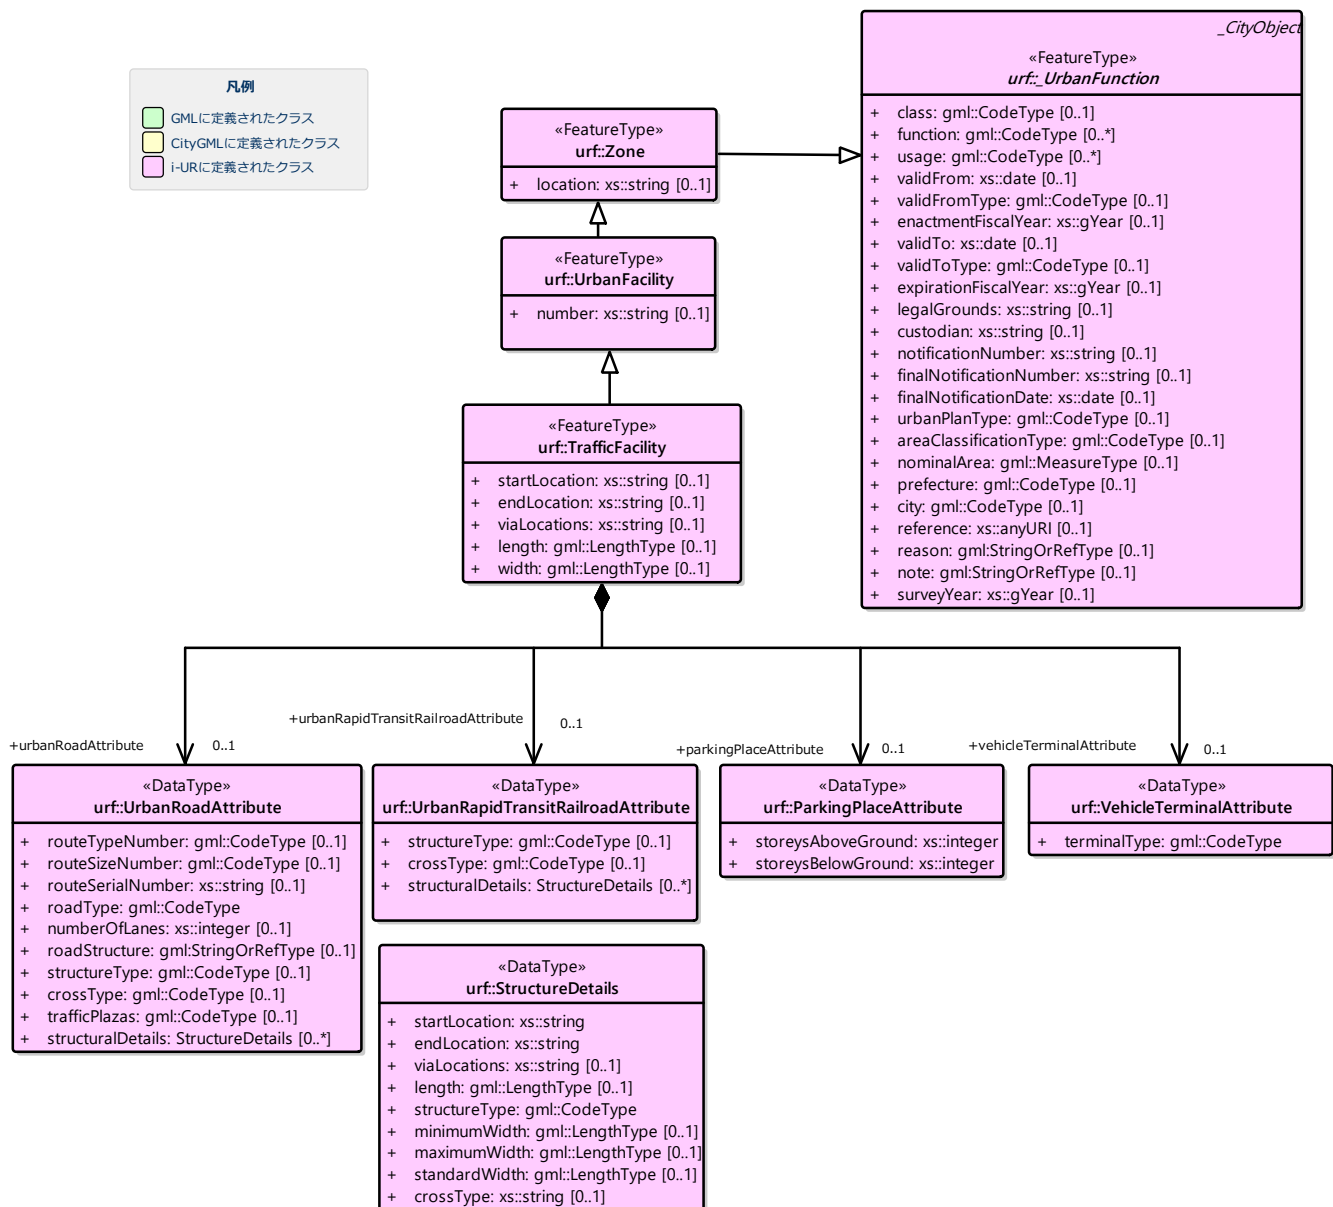 凡例
GMLに定義されたクラス
CityGMLに定義されたクラス
i-URに定義されたクラス
_CityObject
«FeatureType»
urf::_UrbanFunction
+ class: gml::CodeType [0..1]
+ function: gml::CodeType [0..*]
+ usage: gml::CodeType [0..*]
+ validFrom: xs::date [0..1]
+ validFromType: gml::CodeType [0..1]
+ enactmentFiscalYear: xs::gYear [0..1]
+ validTo: xs::date [0..1]
+ validToType: gml::CodeType [0..1]
+ expirationFiscalYear: xs::gYear [0..1]
+ legalGrounds: xs::string [0..1]
+ custodian: xs::string [0..1]
+ notificationNumber: xs::string [0..1]
+ finalNotificationNumber: xs::string [0..1]
+ finalNotificationDate: xs::date [0..1]
+ urbanPlanType: gml::CodeType [0..1]
+ areaClassificationType: gml::CodeType [0..1]
+ nominalArea: gml::MeasureType [0..1]
+ prefecture: gml::CodeType [0..1]
+ city: gml::CodeType [0..1]
+ reference: xs::anyURI [0..1]
+ reason: gml:StringOrRefType [0..1]
+ note: gml:StringOrRefType [0..1]
+ surveyYear: xs::gYear [0..1]
«FeatureType»
urf::Zone
+ location: xs::string [0..1]
«FeatureType»
urf::UrbanFacility
+ number: xs::string [0..1]
«FeatureType»
urf::TrafficFacility
+ startLocation: xs::string [0..1]
+ endLocation: xs::string [0..1]
+ viaLocations: xs::string [0..1]
+ length: gml::LengthType [0..1]
+ width: gml::LengthType [0..1]
+urbanRoadAttribute 0..1
+urbanRapidTransitRailroadAttribute 0..1
+parkingPlaceAttribute 0..1
+vehicleTerminalAttribute 0..1
«DataType»
urf::UrbanRoadAttribute
+ routeTypeNumber: gml::CodeType [0..1]
+ routeSizeNumber: gml::CodeType [0..1]
+ routeSerialNumber: xs::string [0..1]
+ roadType: gml::CodeType
+ numberOfLanes: xs::integer [0..1]
+ roadStructure: gml:StringOrRefType [0..1]
+ structureType: gml::CodeType [0..1]
+ crossType: gml::CodeType [0..1]
+ trafficPlazas: gml::CodeType [0..1]
+ structuralDetails: StructureDetails [0..*]
«DataType»
urf::UrbanRapidTransitRailroadAttribute
+ structureType: gml::CodeType [0..1]
+ crossType: gml::CodeType [0..1]
+ structuralDetails: StructureDetails [0..*]
«DataType»
urf::ParkingPlaceAttribute
+ storeysAboveGround: xs::integer
+ storeysBelowGround: xs::integer
«DataType»
urf::VehicleTerminalAttribute
+ terminalType: gml::CodeType
«DataType»
urf::StructureDetails
+ startLocation: xs::string
+ endLocation: xs::string
+ viaLocations: xs::string [0..1]
+ length: gml::LengthType [0..1]
+ structureType: gml::CodeType
+ minimumWidth: gml::LengthType [0..1]
+ maximumWidth: gml::LengthType [0..1]
+ standardWidth: gml::LengthType [0..1]
+ crossType: xs::string [0..1]